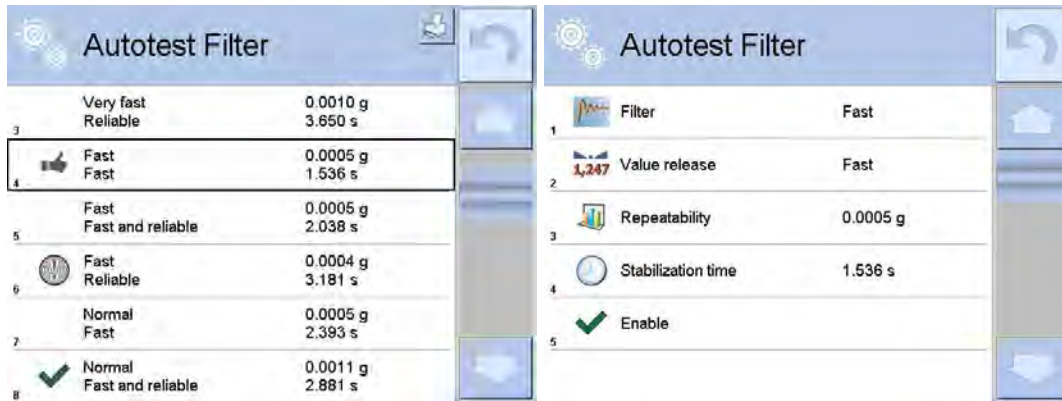 Autotest Filter
3
Very fast 0.0010 g
Reliable 3.650 s
4
Fast 0.0005 g
Fast 1.536 s
5
Fast 0.0005 g
Fast and reliable 2.038 s
6
Fast 0.0004 g
Reliable 3.181 s
7
Normal 0.0005 g
Fast 2.393 s
8
Normal 0.0011 g
Fast and reliable 2.881 s
Autotest Filter
1 Filter Fast
2 1,247 Value release Fast
3 Repeatability 0.0005 g
4 Stabilization time 1.536 s
5 Enable